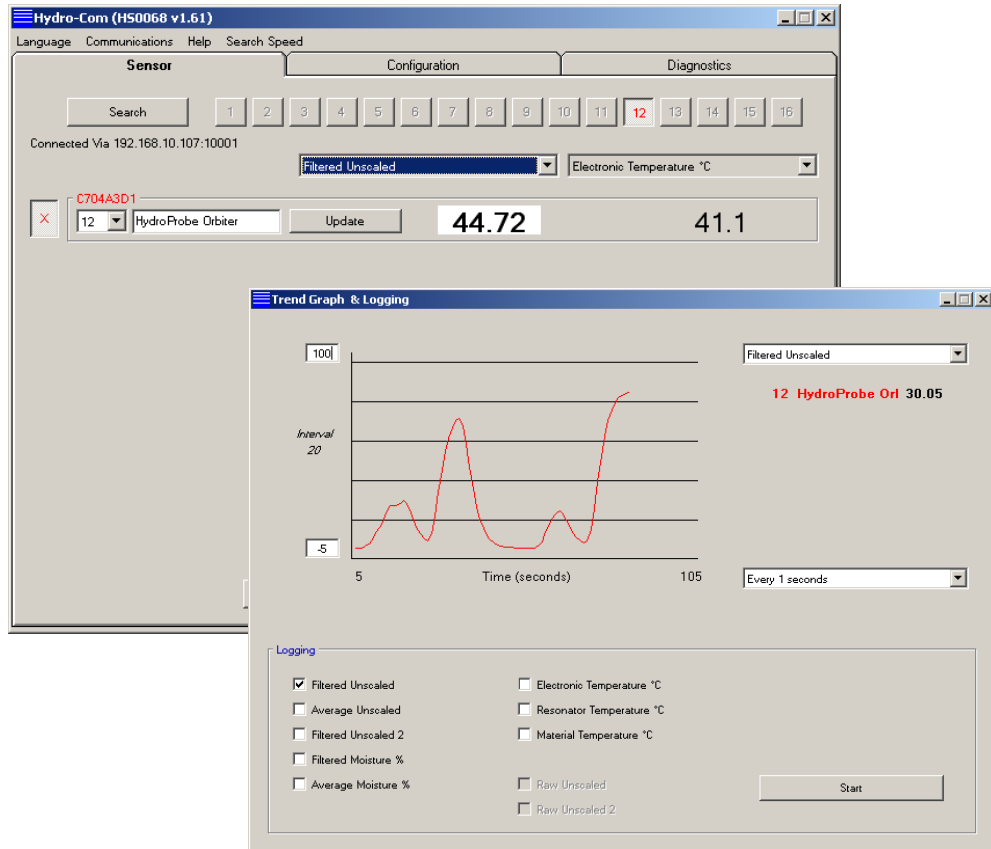 Hydro-Com (HS0068 v1.61)
Language Communications Help Search Speed
Sensor Configuration Diagnostics
Search 1 2 3 4 5 6 7 8 9 10 11 12 13 14 15 16
Connected Via 192.168.10.107:10001
Filtered Unscaled Electronic Temperature °C
C704A3D1
X 12 HydroProbe Orbiter Update 44.72 41.1
Trend Graph & Logging
100 Filtered Unscaled
12 HydroProbe Orl 30.05
Interval
20
-5
5 Time (seconds) 105 Every 1 seconds
Logging
Filtered Unscaled Electronic Temperature °C
Average Unscaled Resonator Temperature °C
Filtered Unscaled 2 Material Temperature °C
Filtered Moisture %
Average Moisture % Raw Unscaled Start
Raw Unscaled 2